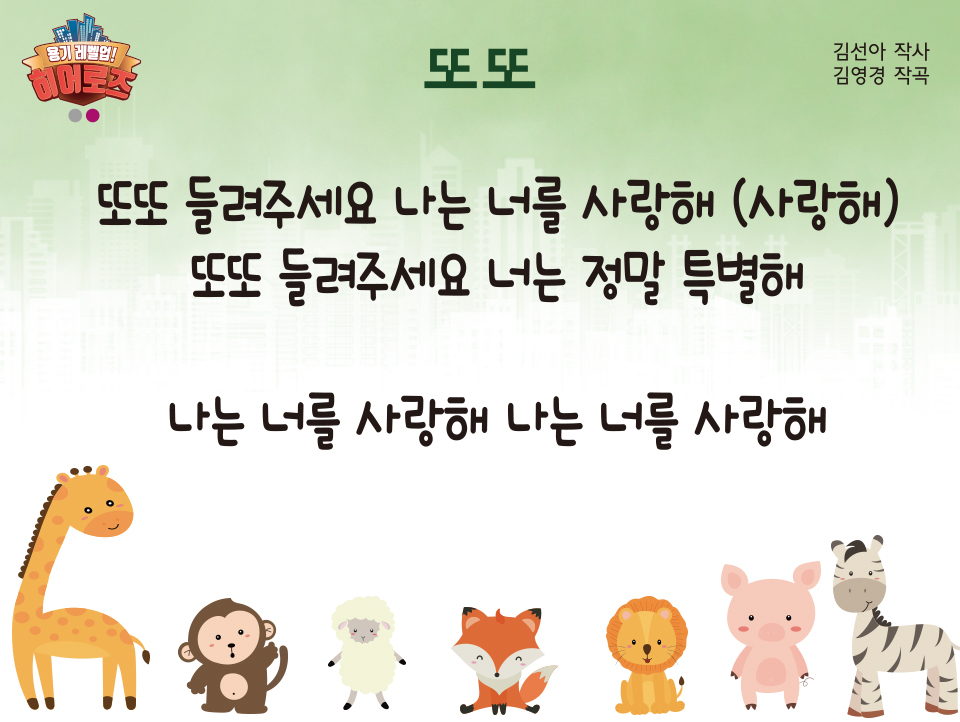 용기 레벨업!
히어로즈
또 또
김선아 작사
김영경 작곡
또또 들려주세요 나는 너를 사랑해 (사랑해)
또또 들려주세요 너는 정말 특별해
나는 너를 사랑해 나는 너를 사랑해